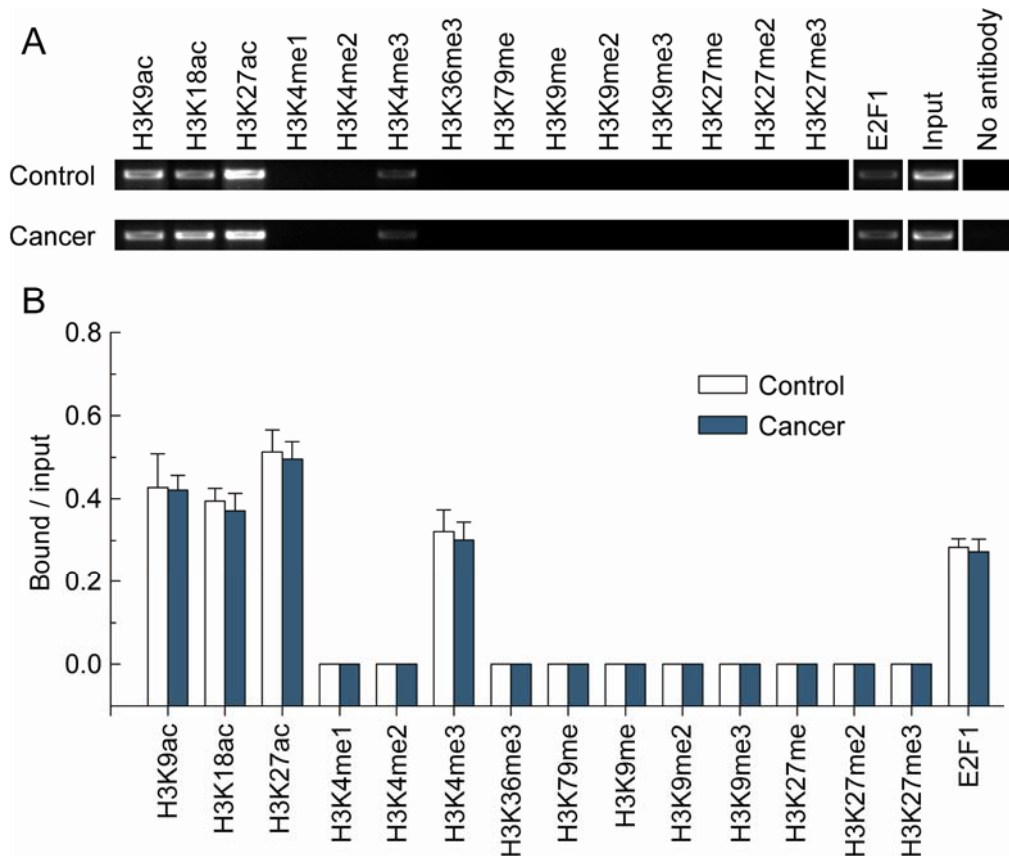 A
H3K9ac
H3K18ac
H3K27ac
H3K4me1
H3K4me2
H3K4me3
H3K36me3
H3K79me
H3K9me
H3K9me2
H3K9me3
H3K27me
H3K27me2
H3K27me3
E2F1
Input
No antibody
Control
Cancer
B
Bound / input
0.8
0.6
0.4
0.2
0.0
Control
Cancer
H3K9ac
H3K18ac
H3K27ac
H3K4me1
H3K4me2
H3K4me3
H3K36me3
H3K79me
H3K9me
H3K9me2
H3K9me3
H3K27me
H3K27me2
H3K27me3
E2F1